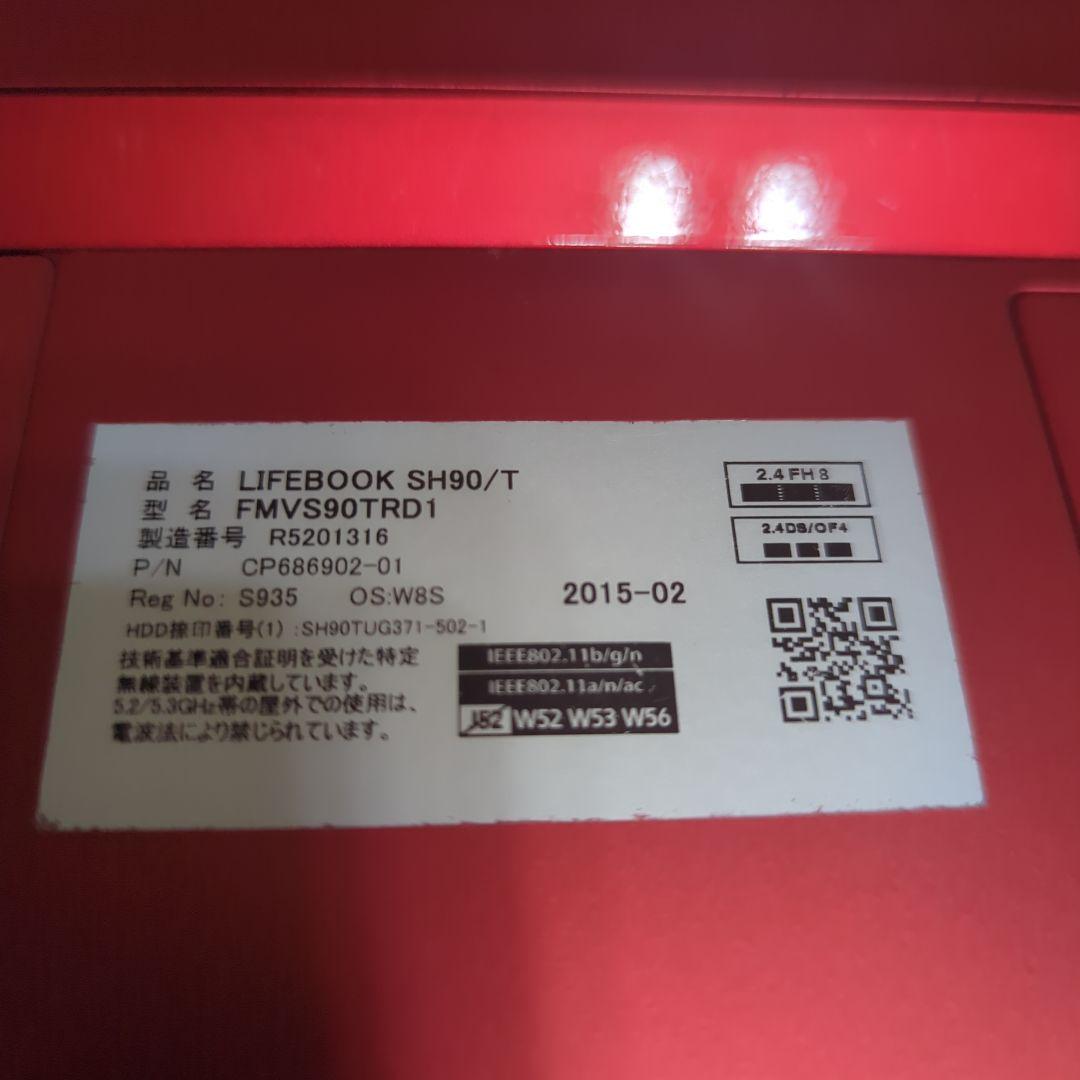 品 名 LIFEBOOK SH90/T
型 名 FMVS90TRD1
製造番号 R5201316
P/N CP686902-01
Reg No: S935 OS:W8S
2015-02
HDD捺印番号(1) :SH90TUG371-502-1
技術基準適合証明を受けた特定
無線装置を内蔵しています。
5.2/5.3GHz帯の屋外での使用は、
電波法により禁じられています。
IEEE802.11b/g/n
IEEE802.11a/n/ac
J52 W52 W53 W56
2.4FH8
2.4DS/OF4